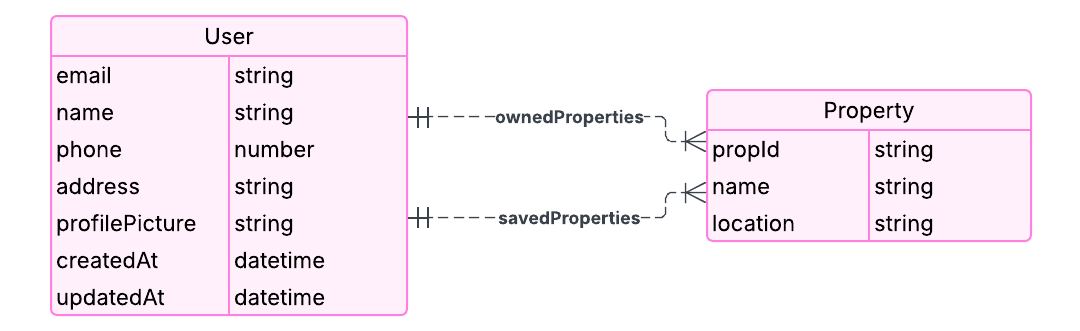 User
email string
name string
phone number
address string
profilePicture string
createdAt datetime
updatedAt datetime
ownedProperties
savedProperties
Property
propId string
name string
location string